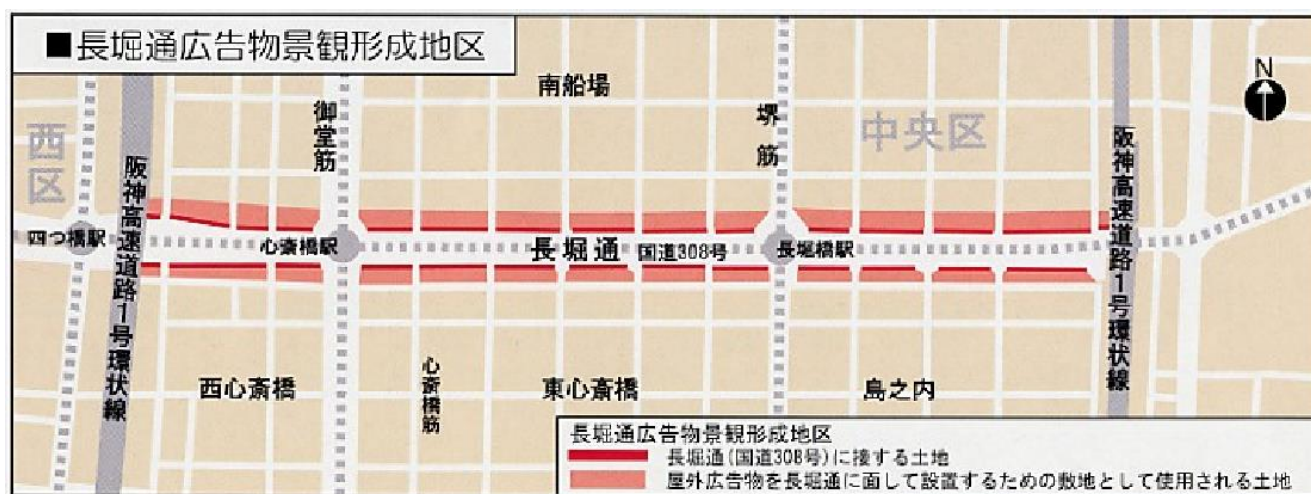 ■長堀通広告物景観形成地区
N
南船場
御堂筋
堺筋
中央区
西区
阪神高速道路1号環状線
阪神高速道路1号環状線
四つ橋駅
心斎橋駅
長堀通 国道308号
長堀橋駅
西心斎橋
心斎橋筋
東心斎橋
島之内
長堀通広告物景観形成地区
長堀通(国道308号)に接する土地
屋外広告物を長堀通に面して設置するための敷地として使用される土地